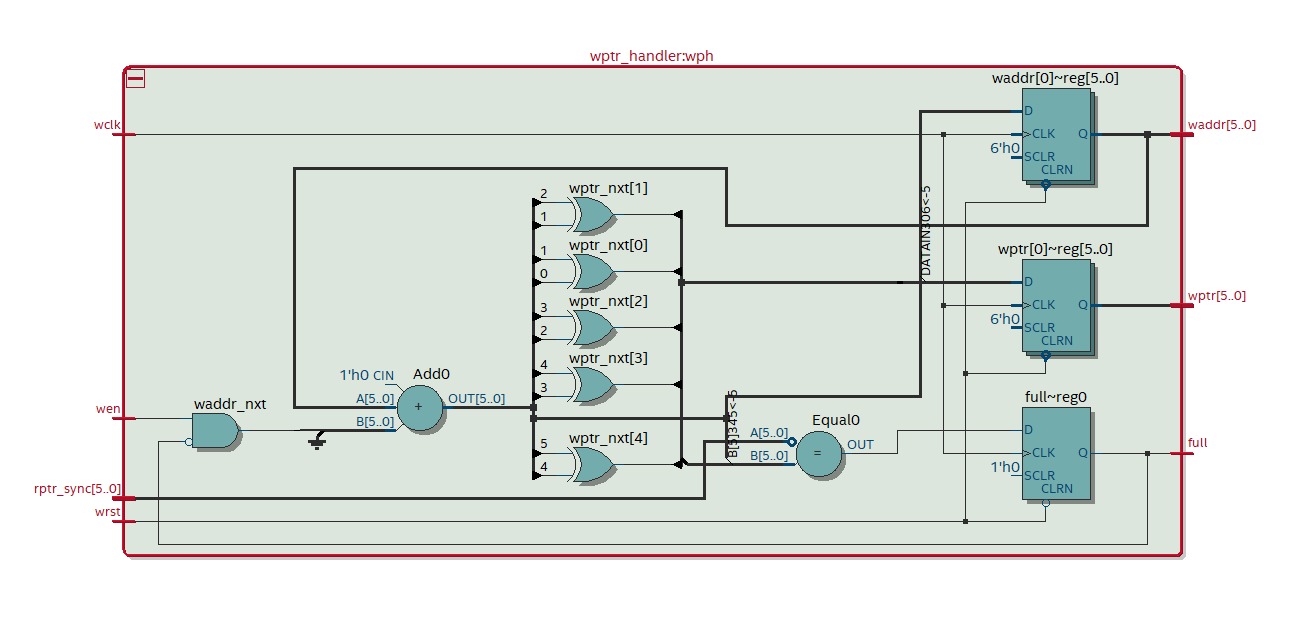 wptr_handler:wph
waddr[0]~reg[5..0]
D
wclk
CLK
Q
waddr[5..0]
6'h0
SCLR
CLRN
wptr_nxt[1]
2
1
DATAIN306<-5
wptr_nxt[0]
1
0
wptr[0]~reg[5..0]
D
wptr_nxt[2]
3
2
CLK
Q
wptr[5..0]
6'h0
SCLR
CLRN
wptr_nxt[3]
4
3
1'h0 CIN
Add0
A[5..0]
+
OUT[5..0]
B[5..0]
waddr_nxt
wen
B[5]345<-5
full~reg0
Equal0
D
A[5..0]
wptr_nxt[4]
5
4
B[5..0]
=
OUT
CLK
Q
full
1'h0
SCLR
CLRN
rptr_sync[5..0]
wrst